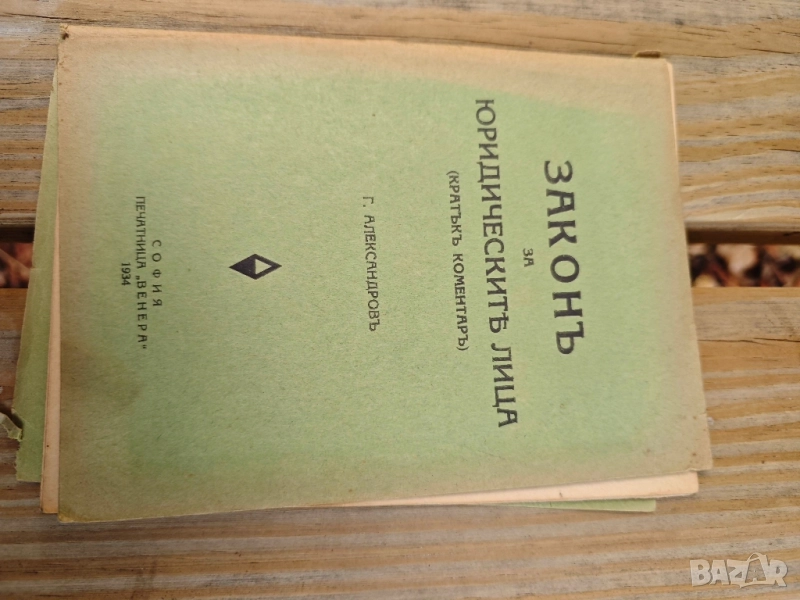 ЗАКОНЪ
ЗА
ЮРИДИЧЕСКИТѢ ЛИЦА
(КРАТЪКЪ КОМЕНТАРЪ)
Г. АЛЕКСАНДРОВЪ
СОФИЯ
ПЕЧАТНИЦА „ВЕНЕРА“
1934
BAZAR